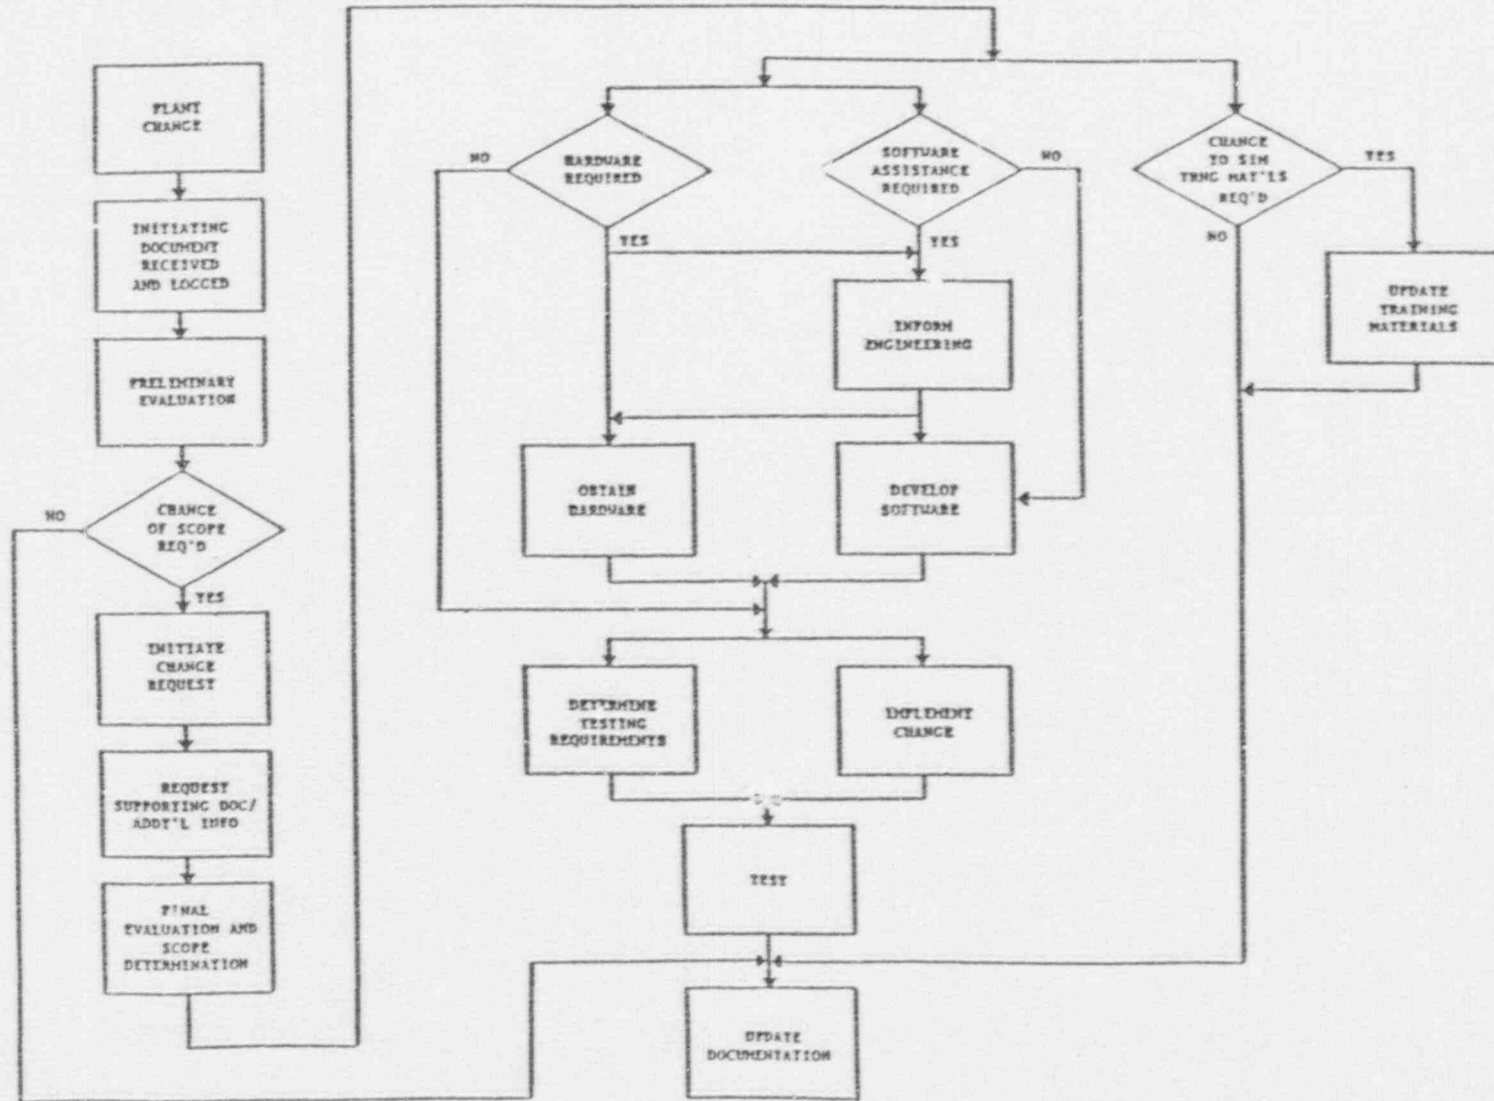 PLANT
CHANGE
INITIATING
DOCUMENT
RECEIVED
AND LOGGED
PRELIMINARY
EVALUATION
NO
CHANGE
OF SCOPE
REQ'D
YES
INITIATE
CHANGE
REQUEST
REQUEST
SUPPORTING DOC/
ADDT'L INFO
FINAL
EVALUATION AND
SCOPE
DETERMINATION
NO
HARDWARE
REQUIRED
YES
SOFTWARE
ASSISTANCE
REQUIRED
NO
YES
INFORM
ENGINEERING
OBTAIN
HARDWARE
DEVELOP
SOFTWARE
DETERMINE
TESTING
REQUIREMENTS
IMPLEMENT
CHANGE
TEST
UPDATE
DOCUMENTATION
CHANGE
TO SIM
TRNG MAT'LS
REQ'D
YES
NO
UPDATE
TRAINING
MATERIALS